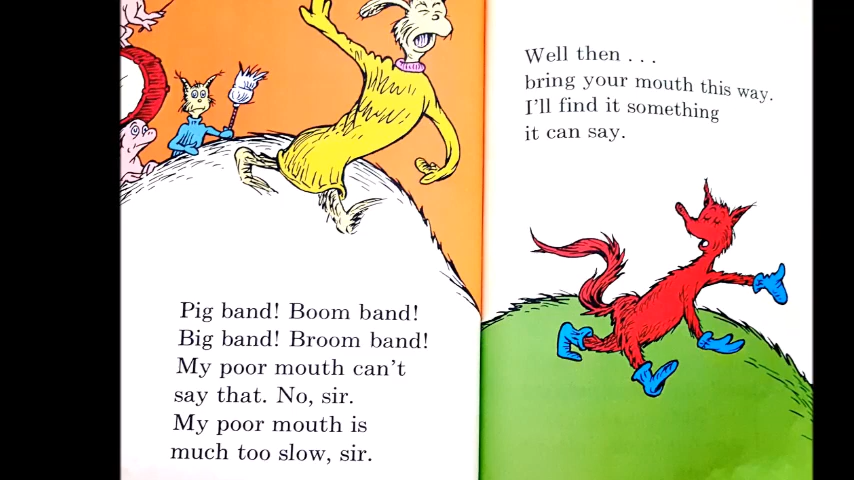 Pig band! Boom band!
Big band! Broom band!
My poor mouth can't
say that. No, sir.
My poor mouth is
much too slow, sir.
Well then . . .
bring your mouth this way.
I'll find it something
it can say.